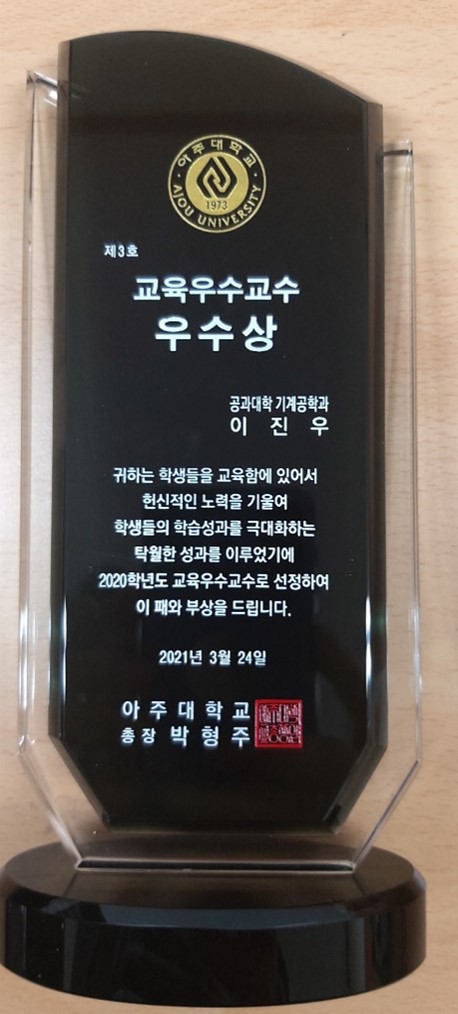 아주대학교
AJOU UNIVERSITY
1973
제3호
교육우수교수
우수상
공과대학 기계공학과
이 진 우
귀하는 학생들을 교육함에 있어서
헌신적인 노력을 기울여
학생들의 학습성과를 극대화하는
탁월한 성과를 이루었기에
2020학년도 교육우수교수로 선정하여
이 패와 부상을 드립니다.
2021년 3월 24일
아주대학교
총장 박형주